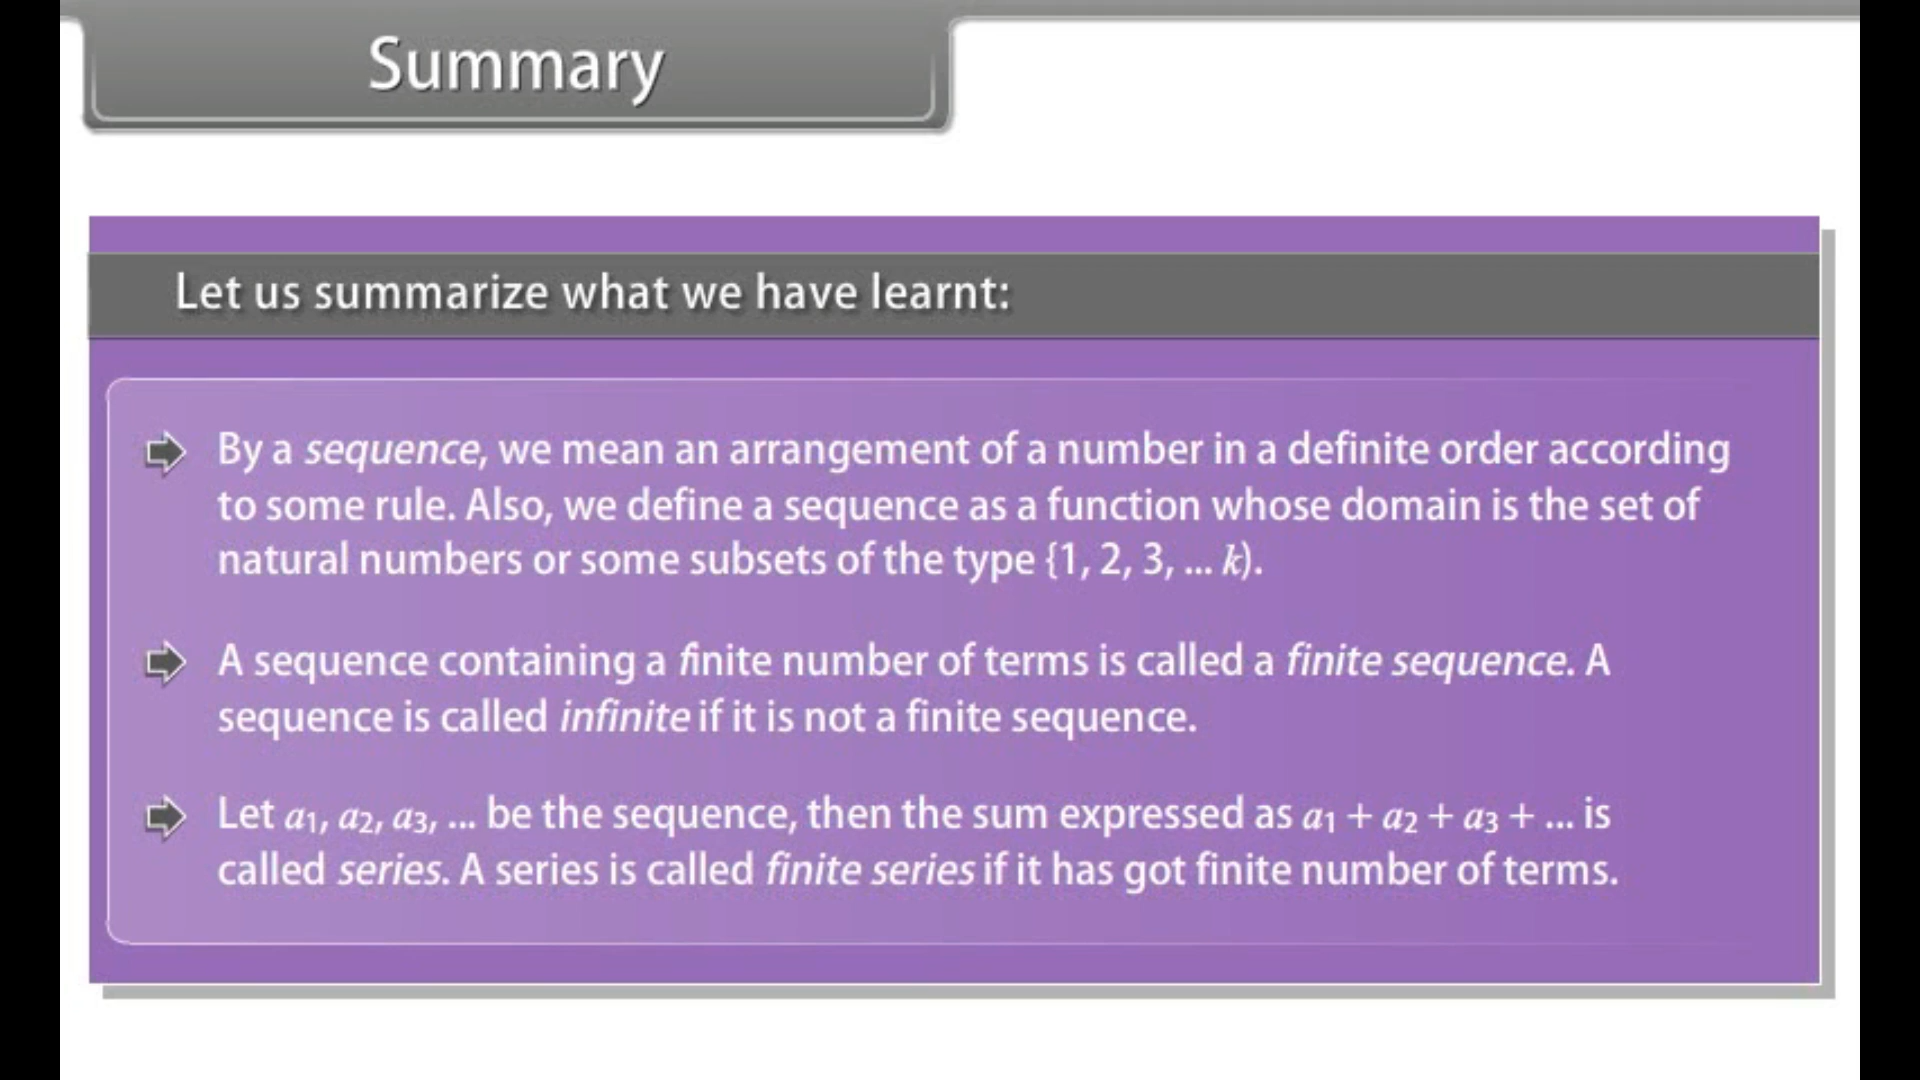 Summary
Let us summarize what we have learnt:
By a sequence, we mean an arrangement of a number in a definite order according
to some rule. Also, we define a sequence as a function whose domain is the set of
natural numbers or some subsets of the type {1, 2, 3, ... k).
A sequence containing a finite number of terms is called a finite sequence. A
sequence is called infinite if it is not a finite sequence.
Let a1, a2, a3, ... be the sequence, then the sum expressed as a1 + a2 + a3 + ... is
called series. A series is called finite series if it has got finite number of terms.